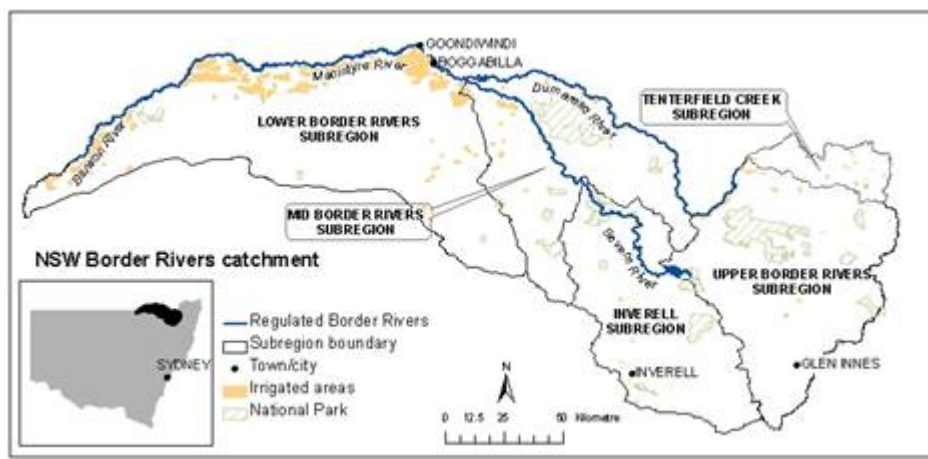 GOONDIWINDI
BOGGABILLA
Macintyre River
Dumaresq River
TENTERFIELD CREEK
SUBREGION
LOWER BORDER RIVERS
SUBREGION
Barwon River
MID BORDER RIVERS
SUBREGION
Severn River
UPPER BORDER RIVERS
SUBREGION
INVERELL
SUBREGION
INVERELL
GLEN INNES
NSW Border Rivers catchment
SYDNEY
Regulated Border Rivers
Subregion boundary
Town/city
Irrigated areas
National Park
N
0 12.5 25 50 Kilometre